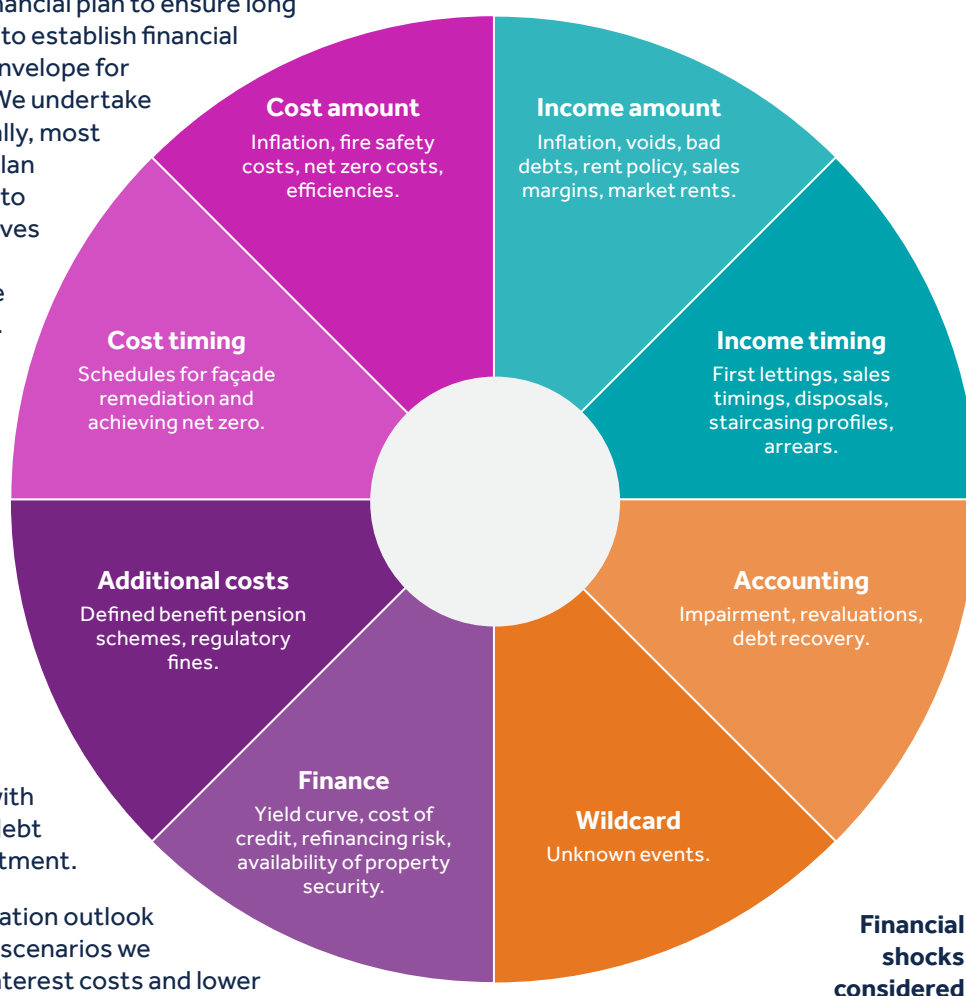 nancial plan to ensure long
to establish financial
nvelope for
We undertake
ally, most
lan
to
ves
e
.
Cost amount
Inflation, fire safety
costs, net zero costs,
efficiencies.
Income amount
Inflation, voids, bad
debts, rent policy, sales
margins, market rents.
Cost timing
Schedules for façade
remediation and
achieving net zero.
Income timing
First lettings, sales
timings, disposals,
staircasing profiles,
arrears.
Additional costs
Defined benefit pension
schemes, regulatory
fines.
Accounting
Impairment, revaluations,
debt recovery.
Finance
Yield curve, cost of
credit, refinancing risk,
availability of property
security.
Wildcard
Unknown events.
with
debt
tment.
ation outlook
scenarios we
nterest costs and lower
Financial
shocks
considered